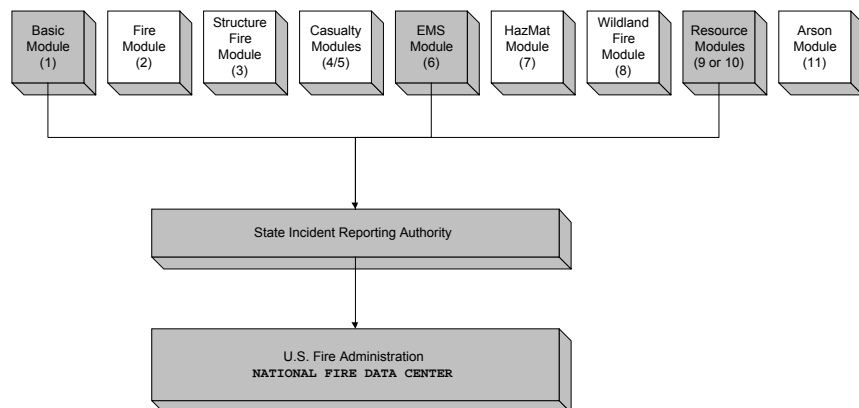 Basic
Module
(1)
Fire
Module
(2)
Structure
Fire
Module
(3)
Casualty
Modules
(4/5)
EMS
Module
(6)
HazMat
Module
(7)
Wildland
Fire
Module
(8)
Resource
Modules
(9 or 10)
Arson
Module
(11)
State Incident Reporting Authority
U.S. Fire Administration
NATIONAL FIRE DATA CENTER